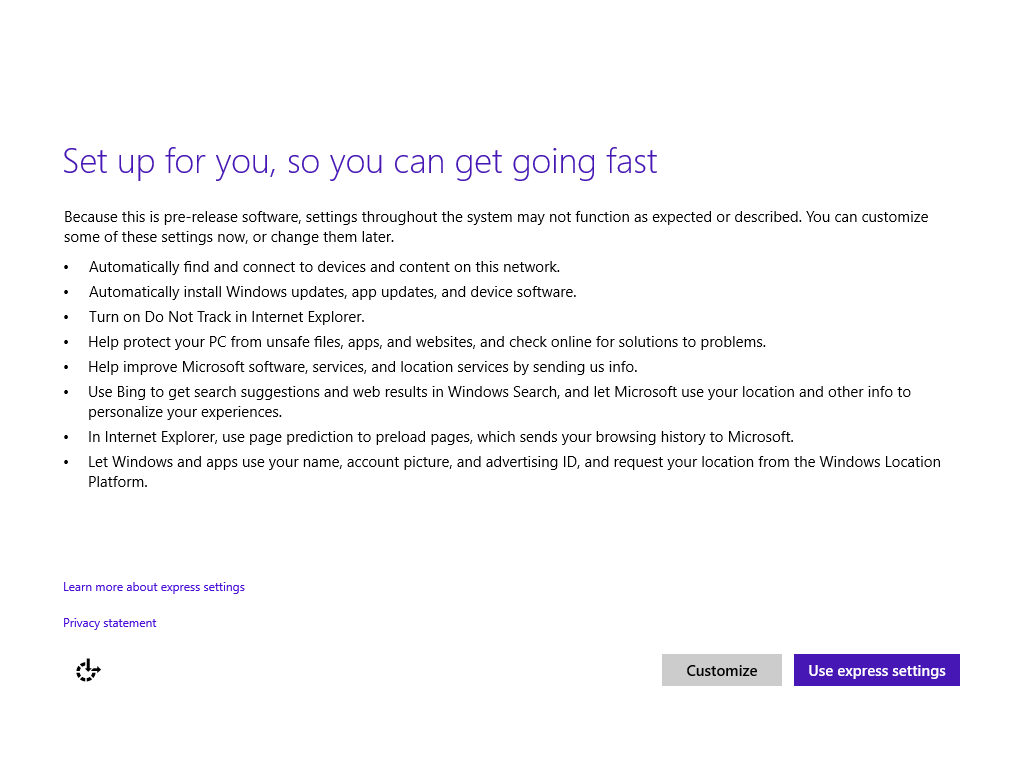 Set up for you, so you can get going fast
Because this is pre-release software, settings throughout the system may not function as expected or described. You can customize
some of these settings now, or change them later.
• Automatically find and connect to devices and content on this network.
• Automatically install Windows updates, app updates, and device software.
• Turn on Do Not Track in Internet Explorer.
• Help protect your PC from unsafe files, apps, and websites, and check online for solutions to problems.
• Help improve Microsoft software, services, and location services by sending us info.
• Use Bing to get search suggestions and web results in Windows Search, and let Microsoft use your location and other info to
personalize your experiences.
• In Internet Explorer, use page prediction to preload pages, which sends your browsing history to Microsoft.
• Let Windows and apps use your name, account picture, and advertising ID, and request your location from the Windows Location
Platform.
Learn more about express settings
Privacy statement
Customize
Use express settings